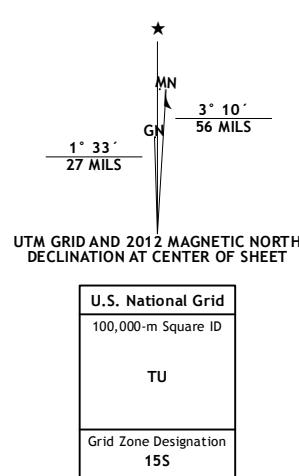 ★
MN
3° 10´
56 MILS
GN
1° 33´
27 MILS
UTM GRID AND 2012 MAGNETIC NORTH
DECLINATION AT CENTER OF SHEET
U.S. National Grid
100,000-m Square ID
TU
Grid Zone Designation
15S